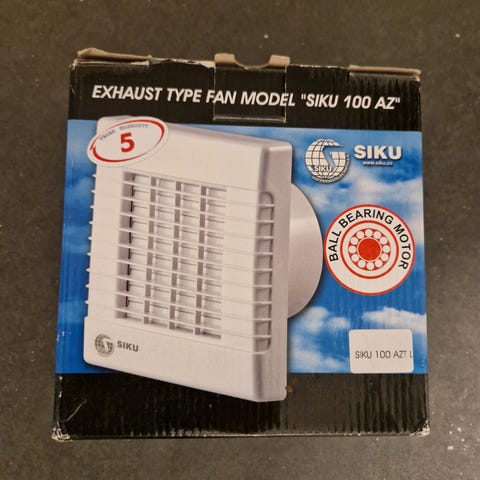 EXHAUST TYPE FAN MODEL "SIKU 100 AZ"
YEARS WARRANTY
5
SIKU
SIKU
www.siku.cc
BALL BEARING MOTOR
SIKU 100 AZT L
SIKU